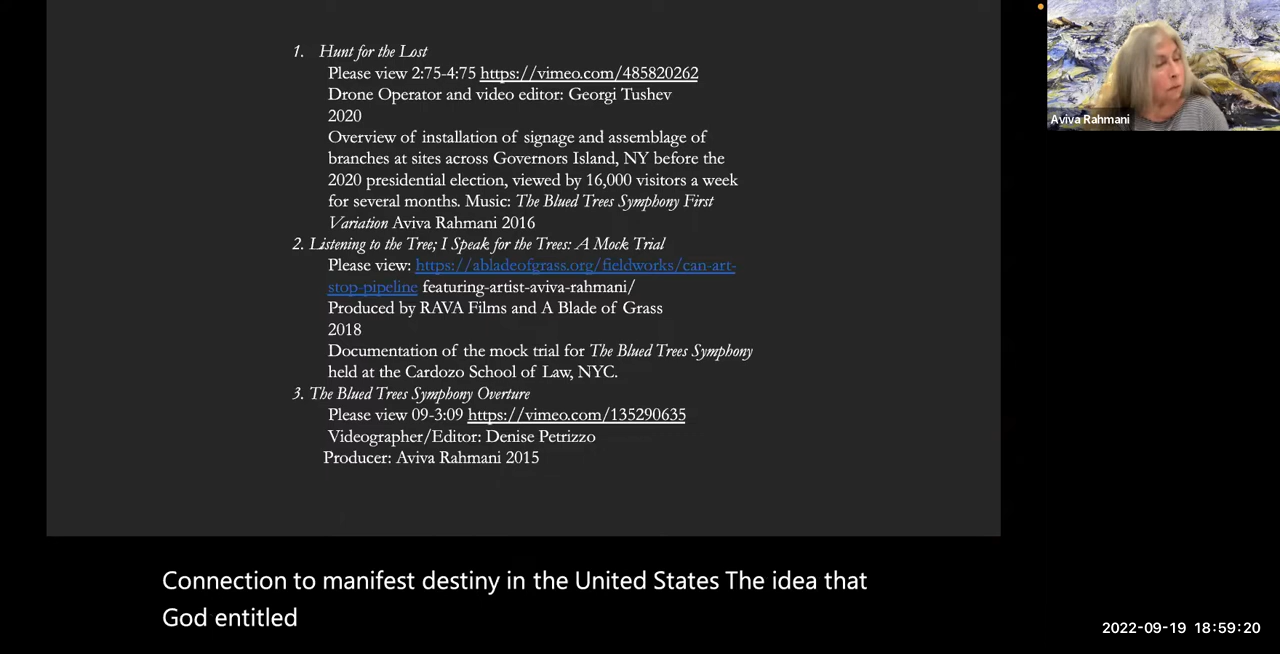 1. Hunt for the Lost
Please view 2:75-4:75 https://vimeo.com/485820262
Drone Operator and video editor: Georgi Tushev
2020
Overview of installation of signage and assemblage of
branches at sites across Governors Island, NY before the
2020 presidential election, viewed by 16,000 visitors a week
for several months. Music: The Blued Trees Symphony First
Variation Aviva Rahmani 2016
2. Listening to the Tree; I Speak for the Trees: A Mock Trial
Please view: https://abladeofgrass.org/fieldworks/can-art-
stop-pipeline featuring-artist-aviva-rahmani/
Produced by RAVA Films and A Blade of Grass
2018
Documentation of the mock trial for The Blued Trees Symphony
held at the Cardozo School of Law, NYC.
3. The Blued Trees Symphony Overture
Please view 09-3:09 https://vimeo.com/135290635
Videographer/Editor: Denise Petrizzo
Producer: Aviva Rahmani 2015
Aviva Rahmani
Connection to manifest destiny in the United States The idea that
God entitled
2022-09-19 18:59:20